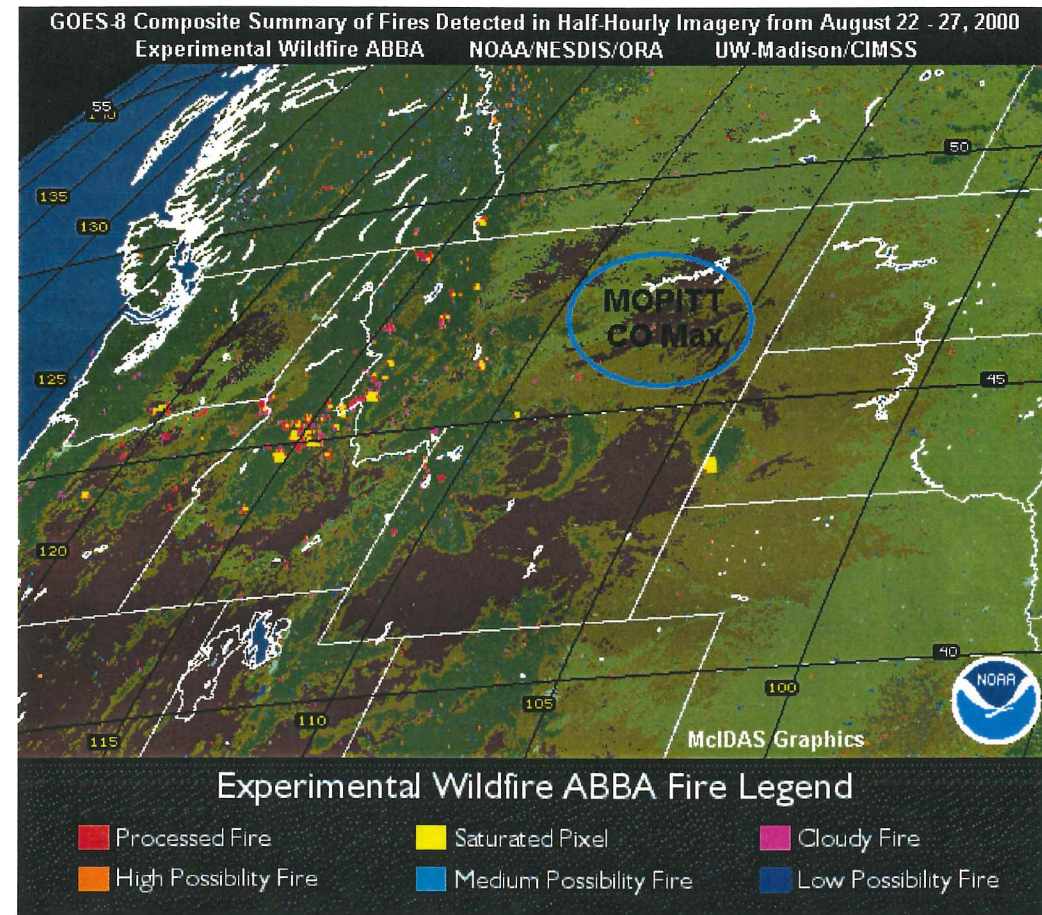 GOES-8 Composite Summary of Fires Detected in Half-Hourly Imagery from August 22 - 27, 2000
Experimental Wildfire ABBA NOAA/NESDIS/ORA UW-Madison/CIMSS
55
50
135
130
MOPITT
CO Max
125
45
120
40
NOAA
100
105
110
115
McIDAS Graphics
Experimental Wildfire ABBA Fire Legend
Processed Fire
Saturated Pixel
Cloudy Fire
High Possibility Fire
Medium Possibility Fire
Low Possibility Fire